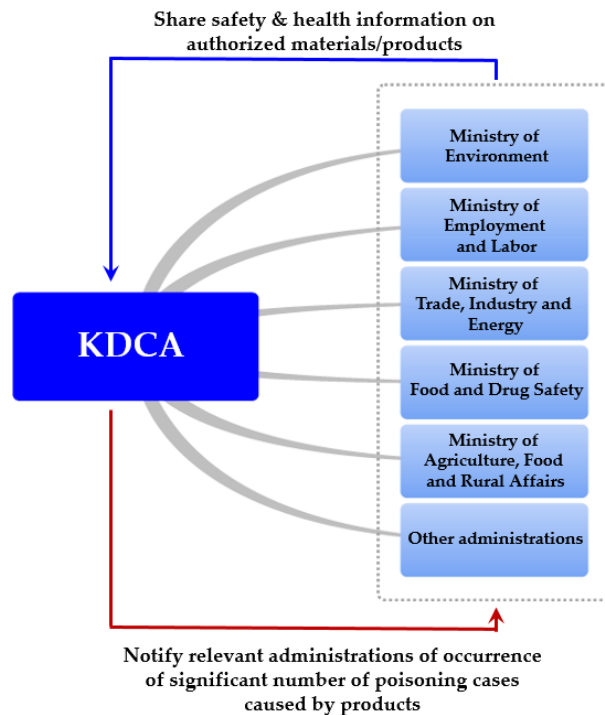 Share safety & health information on
authorized materials/products
Ministry of
Environment
Ministry of
Employment
and Labor
Ministry of
Trade, Industry and
Energy
KDCA
Ministry of
Food and Drug Safety
Ministry of
Agriculture, Food
and Rural Affairs
Other administrations
Notify relevant administrations of occurrence
of significant number of poisoning cases
caused by products